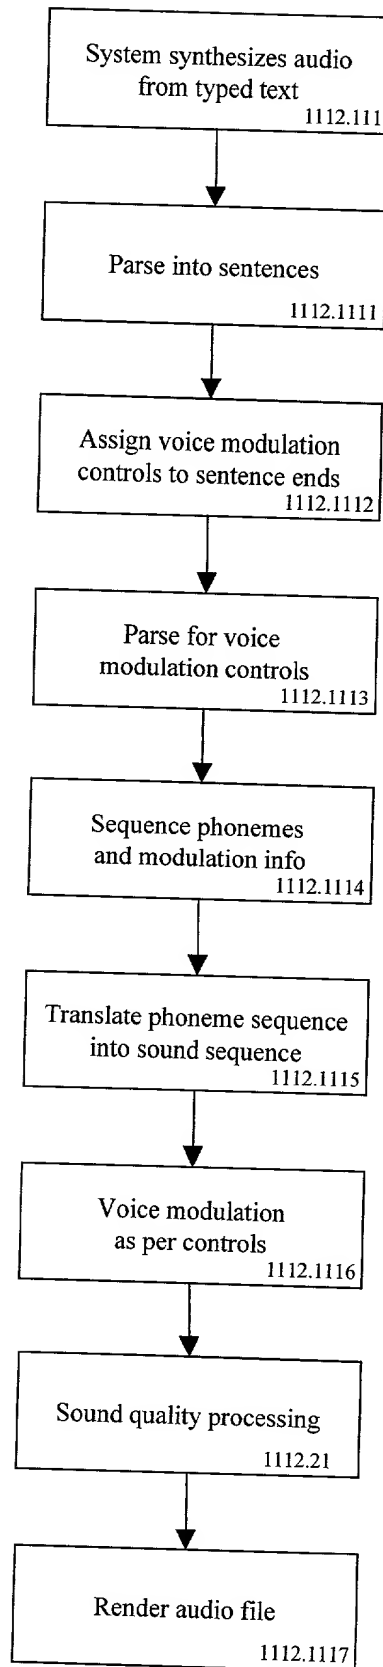 System synthesizes audio
from typed text
1112.111
Parse into sentences
1112.1111
Assign voice modulation
controls to sentence ends
1112.1112
Parse for voice
modulation controls
1112.1113
Sequence phonemes
and modulation info
1112.1114
Translate phoneme sequence
into sound sequence
1112.1115
Voice modulation
as per controls
1112.1116
Sound quality processing
1112.21
Render audio file
1112.1117